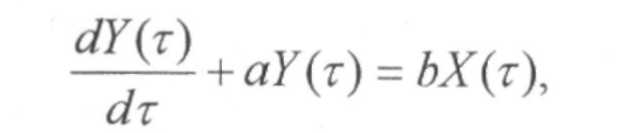 dY(τ)/dτ + aY(τ) = bX(τ),